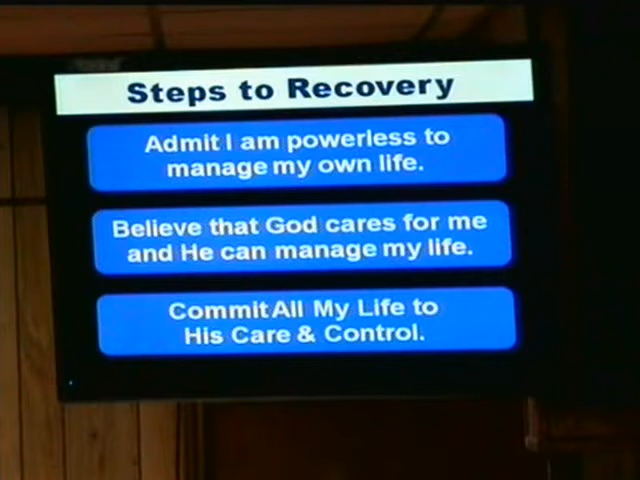 Steps to Recovery
Admit I am powerless to
manage my own life.
Believe that God cares for me
and He can manage my life.
Commit All My Life to
His Care & Control.